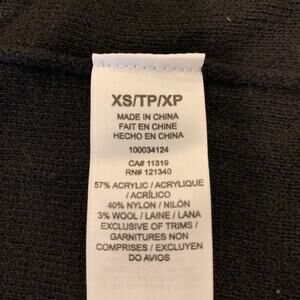 XS/TP/XP
MADE IN CHINA
FAIT EN CHINE
HECHO EN CHINA
100034124
CA# 11319
RN# 121340
57% ACRYLIC / ACRYLIQUE
/ ACRÍLICO
40% NYLON / NILÓN
3% WOOL / LAINE / LANA
EXCLUSIVE OF TRIMS /
GARNITURES NON
COMPRISES / EXCLUYEN
DO AVIOS